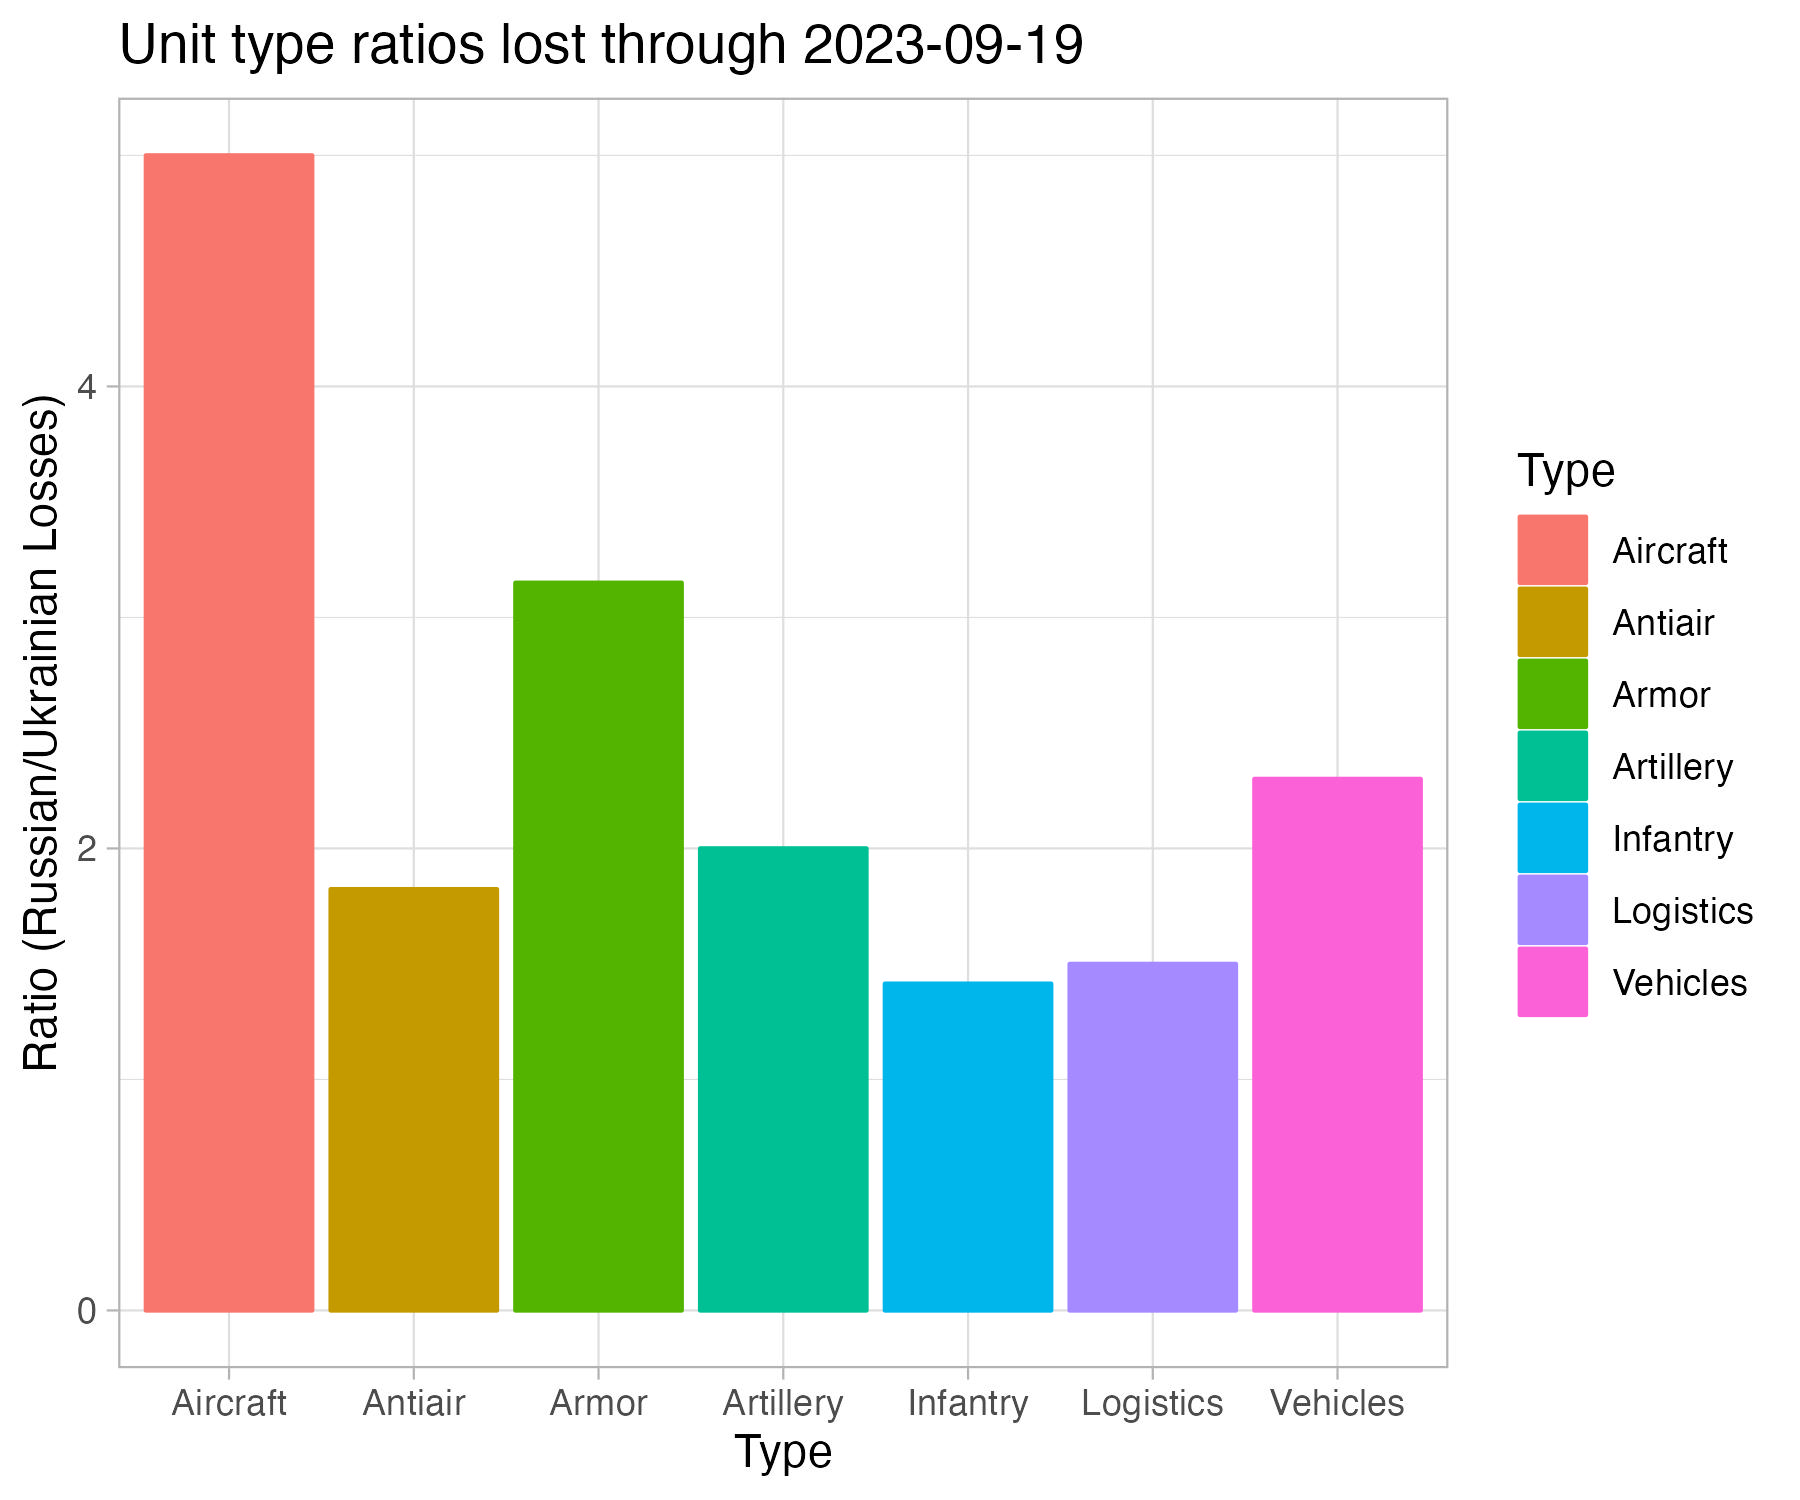 Unit type ratios lost through 2023-09-19
Ratio (Russian/Ukrainian Losses)
4
2
0
Aircraft
Antiair
Armor
Artillery
Infantry
Logistics
Vehicles
Type
Type
Aircraft
Antiair
Armor
Artillery
Infantry
Logistics
Vehicles